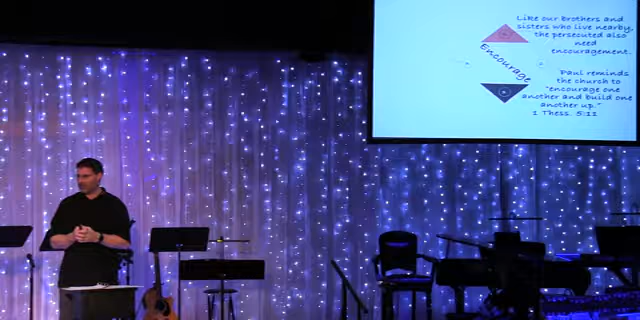 Like our brothers and
sisters who live nearby,
the persecuted also
need
encouragement.
Encourage
Paul reminds
the church to
"encourage one
another and build one
another up."
1 Thess. 5:11